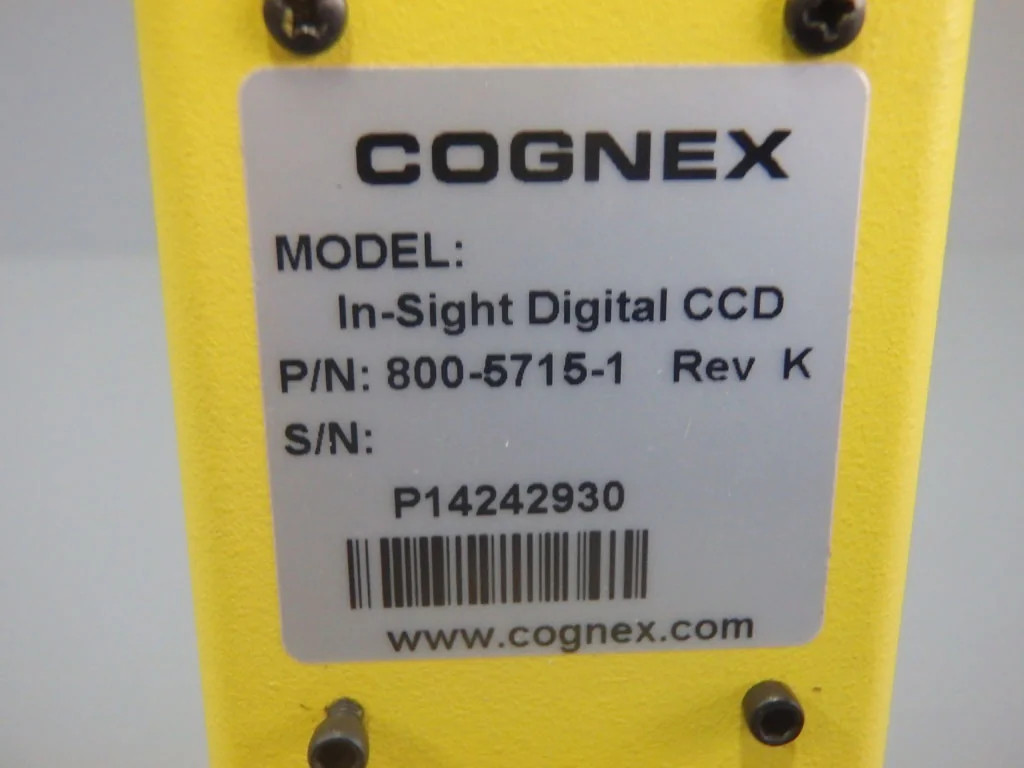 COGNEX
MODEL:
In-Sight Digital CCD
P/N: 800-5715-1 Rev K
S/N:
P14242930
www.cognex.com